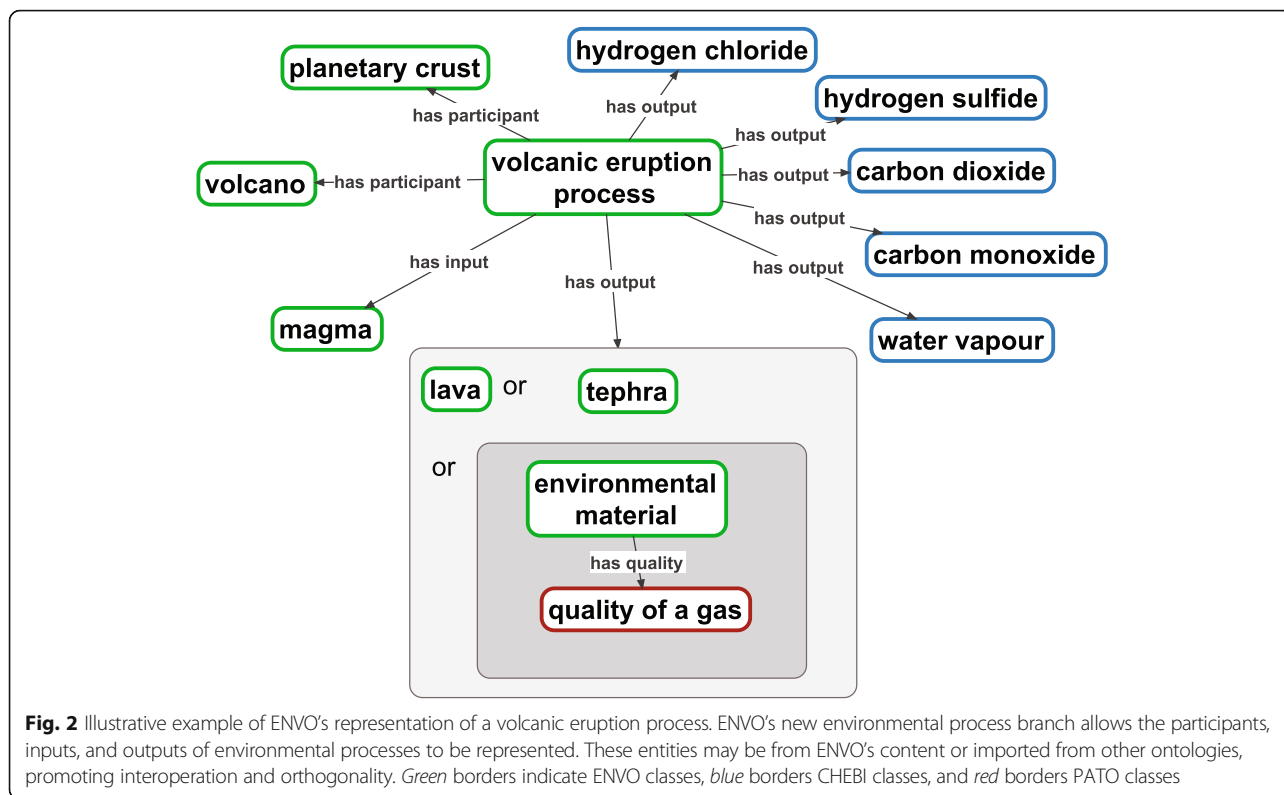 hydrogen chloride
planetary crust
hydrogen sulfide
has output
has participant
has output
volcanic eruption
process
carbon dioxide
has output
volcano
has participant
has output
carbon monoxide
has input
has output
has output
magma
water vapour
lava or tephra
or
environmental
material
has quality
quality of a gas
Fig. 2 Illustrative example of ENVO's representation of a volcanic eruption process. ENVO's new environmental process branch allows the participants,
inputs, and outputs of environmental processes to be represented. These entities may be from ENVO's content or imported from other ontologies,
promoting interoperation and orthogonality. Green borders indicate ENVO classes, blue borders CHEBI classes, and red borders PATO classes